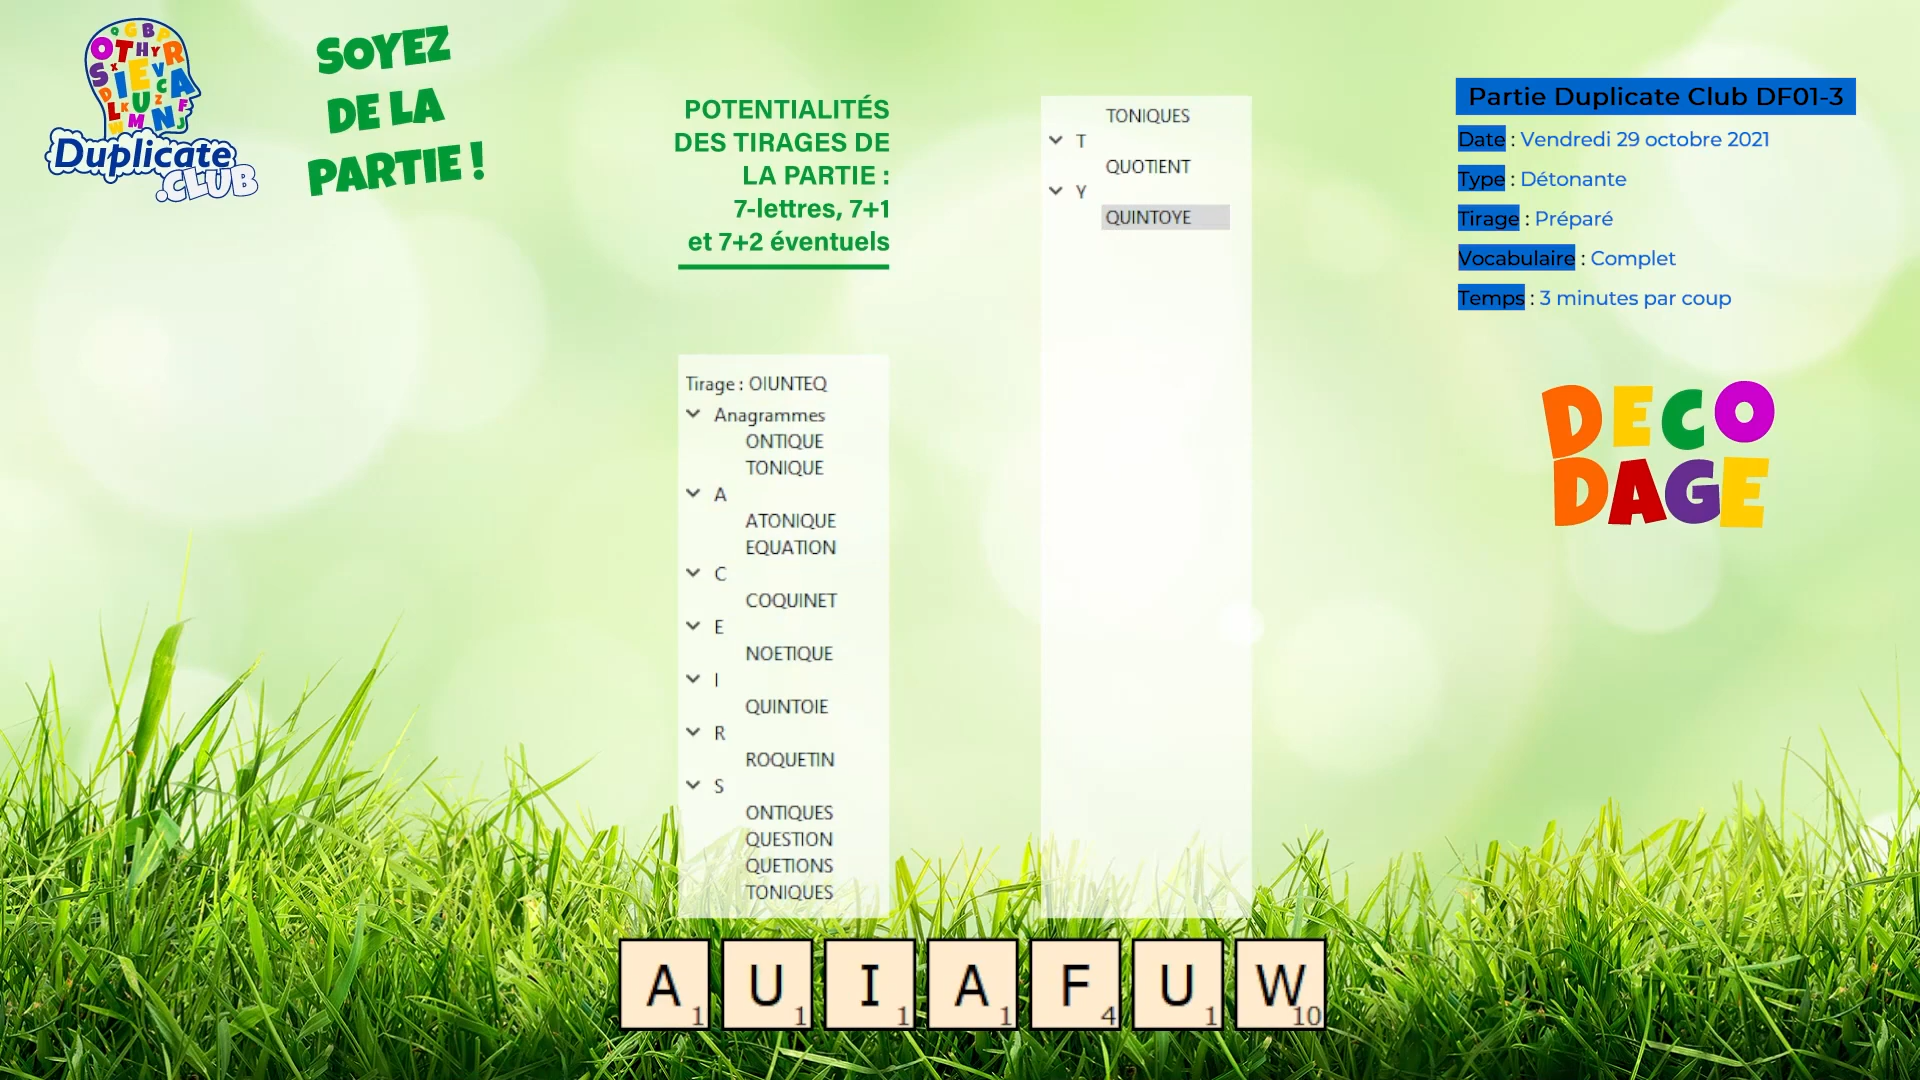 Duplicate
.CLUB
SOYEZ
DE LA
PARTIE !
POTENTIALITÉS
DES TIRAGES DE
LA PARTIE :
7-lettres, 7+1
et 7+2 éventuels
Tirage : OIUNTEQ
Anagrammes
ONTIQUE
TONIQUE
A
ATONIQUE
EQUATION
C
COQUINET
E
NOETIQUE
I
QUINTOIE
R
ROQUETIN
S
ONTIQUES
QUESTION
QUETIONS
TONIQUES
TONIQUES
T
QUOTIENT
Y
QUINTOYE
Partie Duplicate Club DF01-3
Date : Vendredi 29 octobre 2021
Type : Détonante
Tirage : Préparé
Vocabulaire : Complet
Temps : 3 minutes par coup
DECO
DAGE
A1 U1 I1 A1 F4 U1 W10